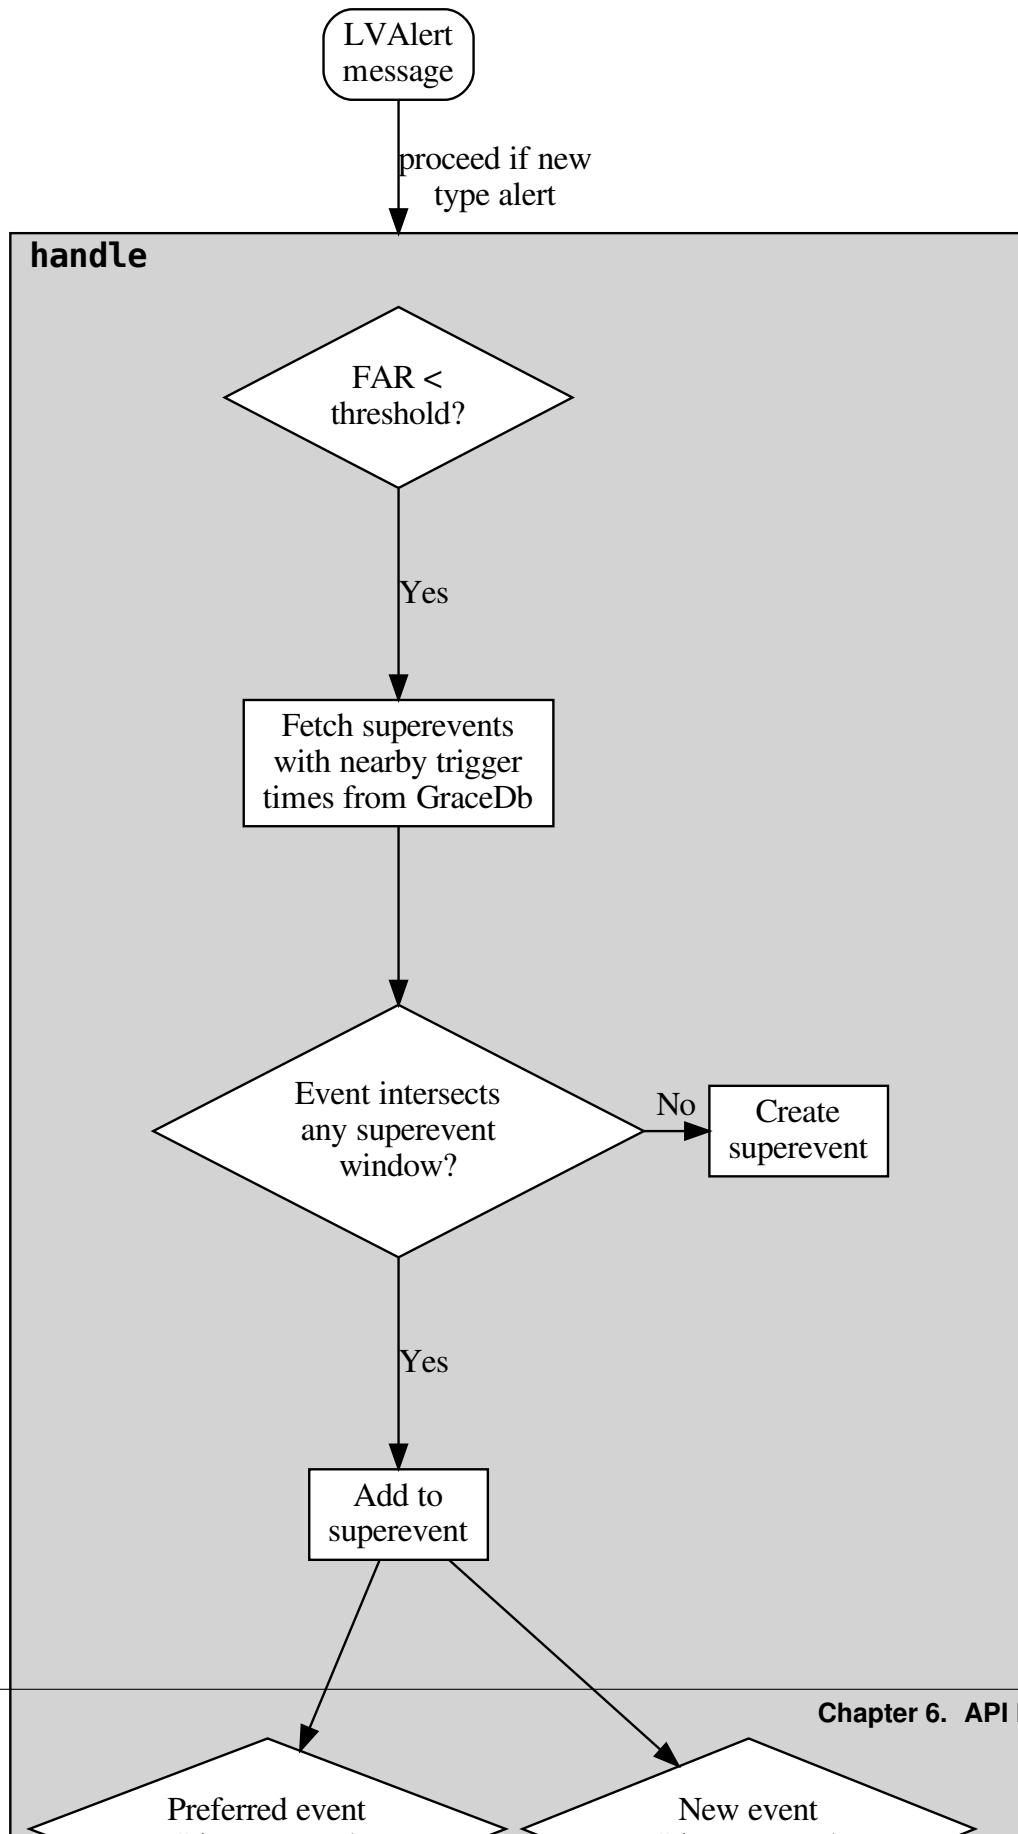 LVAlert
message
proceed if new
type alert
handle
FAR <
threshold?
Yes
Fetch superevents
with nearby trigger
times from GraceDb
Event intersects
any superevent
window?
No
Create
superevent
Yes
Add to
superevent
Chapter 6. API
Preferred event
New event